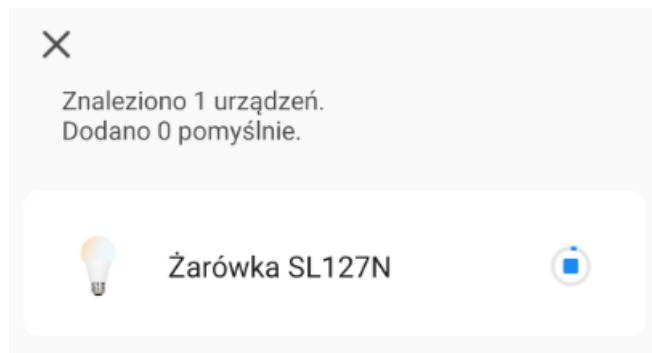 Znaleziono 1 urządzeń.
Dodano 0 pomyślnie.
Żarówka SL127N